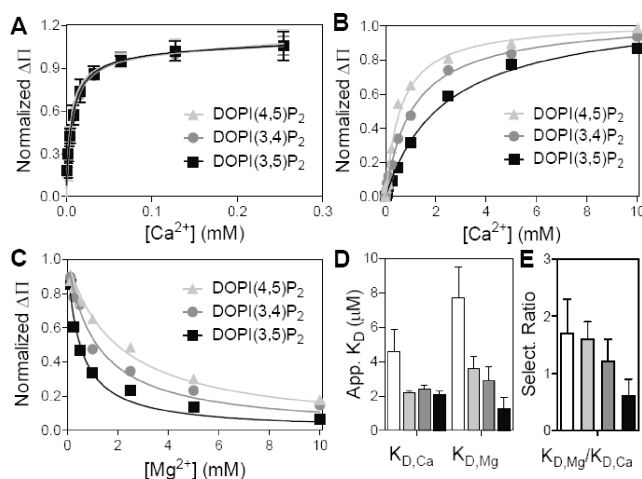 A
Normalized ΔΠ
1.2
0.9
0.6
0.3
0.0
DOPI(4,5)P₂
DOPI(3,4)P₂
DOPI(3,5)P₂
0.0 0.1 0.2 0.3
[Ca²⁺] (mM)
B
Normalized ΔΠ
1.0
0.8
0.6
0.4
0.2
0.0
DOPI(4,5)P₂
DOPI(3,4)P₂
DOPI(3,5)P₂
0 2 4 6 8 10
[Ca²⁺] (mM)
C
Normalized ΔΠ
1.0
0.8
0.6
0.4
0.2
0.0
DOPI(4,5)P₂
DOPI(3,4)P₂
DOPI(3,5)P₂
0 2 4 6 8 10
[Mg²⁺] (mM)
D
App. K_D (μM)
10
8
6
4
2
0
K_D,Ca K_D,Mg
E
Select. Ratio
3
2
1
0
K_D,Mg/K_D,Ca